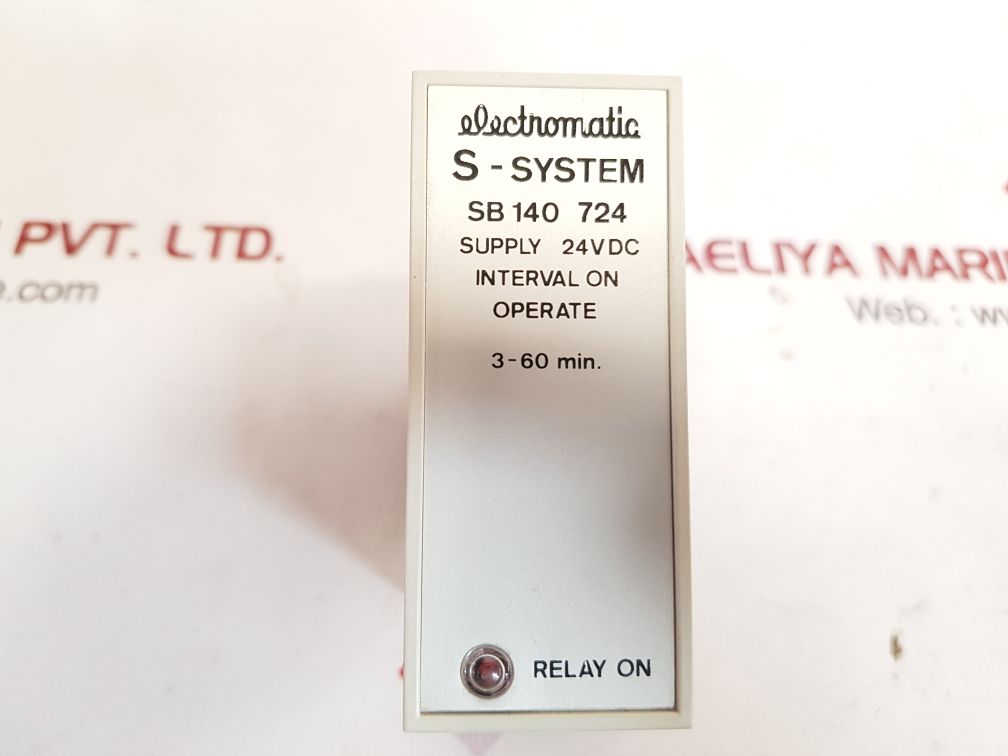 electromatic
S - SYSTEM
SB 140 724
SUPPLY 24VDC
INTERVAL ON
OPERATE
3-60 min.
RELAY ON
PVT. LTD.
.com
AELIYA MARI
Web. :